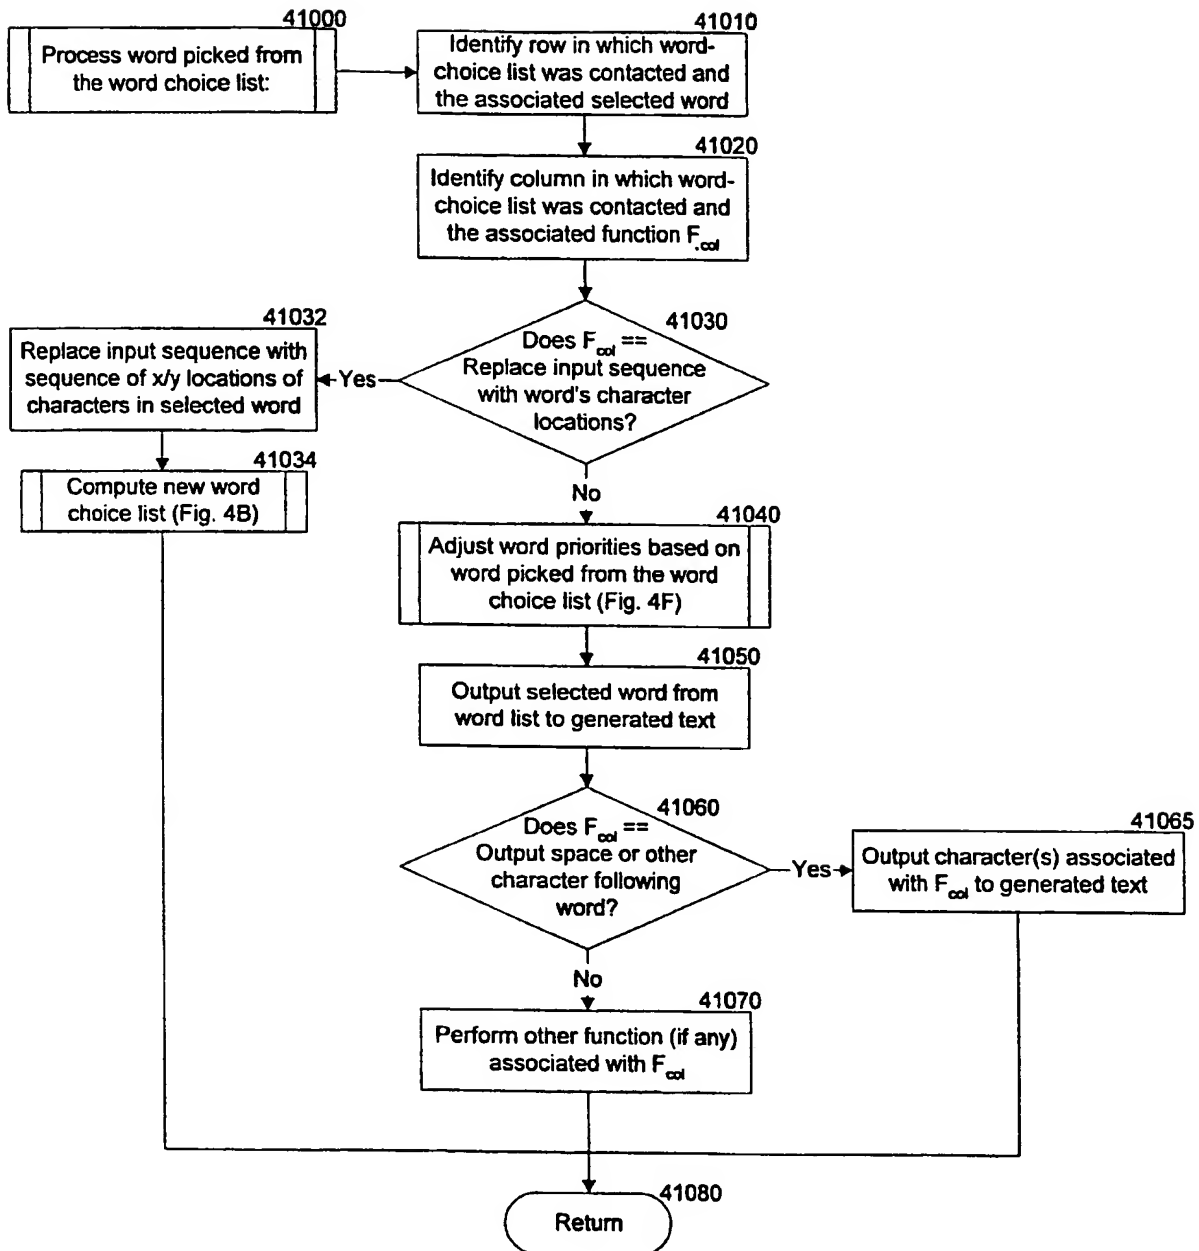 41000
Process word picked from
the word choice list:
41010
Identify row in which word-
choice list was contacted and
the associated selected word
41020
Identify column in which word-
choice list was contacted and
the associated function F.col
41030
Does Fcol ==
Replace input sequence
with word's character
locations?
Yes
41032
Replace input sequence with
sequence of x/y locations of
characters in selected word
41034
Compute new word
choice list (Fig. 4B)
No
41040
Adjust word priorities based on
word picked from the word
choice list (Fig. 4F)
41050
Output selected word from
word list to generated text
41060
Does Fcol ==
Output space or other
character following
word?
Yes
41065
Output character(s) associated
with Fcol to generated text
No
41070
Perform other function (if any)
associated with Fcol
41080
Return